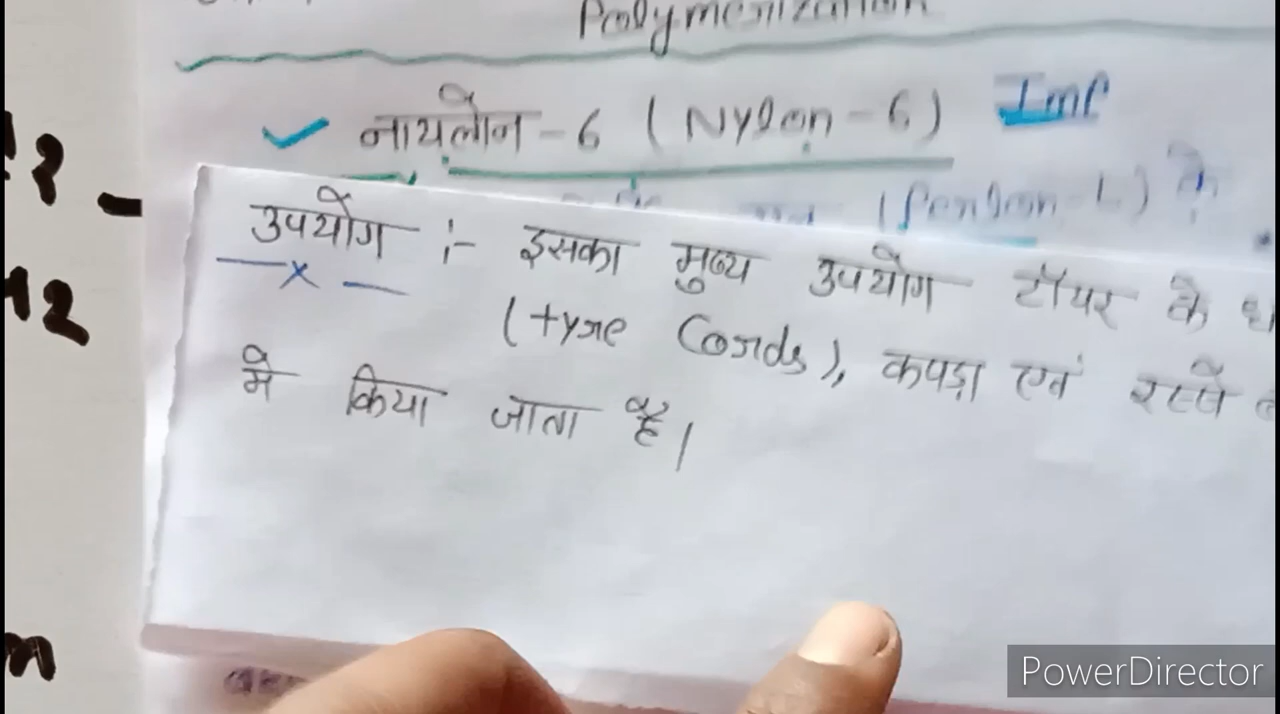 Polymerization
नायलोन-6 (Nylon-6) Imp
(Perlon-L) के
उपयोग :- इसका मुख्य उपयोग टॉयर के
(tyre Cords), कपड़ा एवं रस्से
मे किया जाता है।
PowerDirector